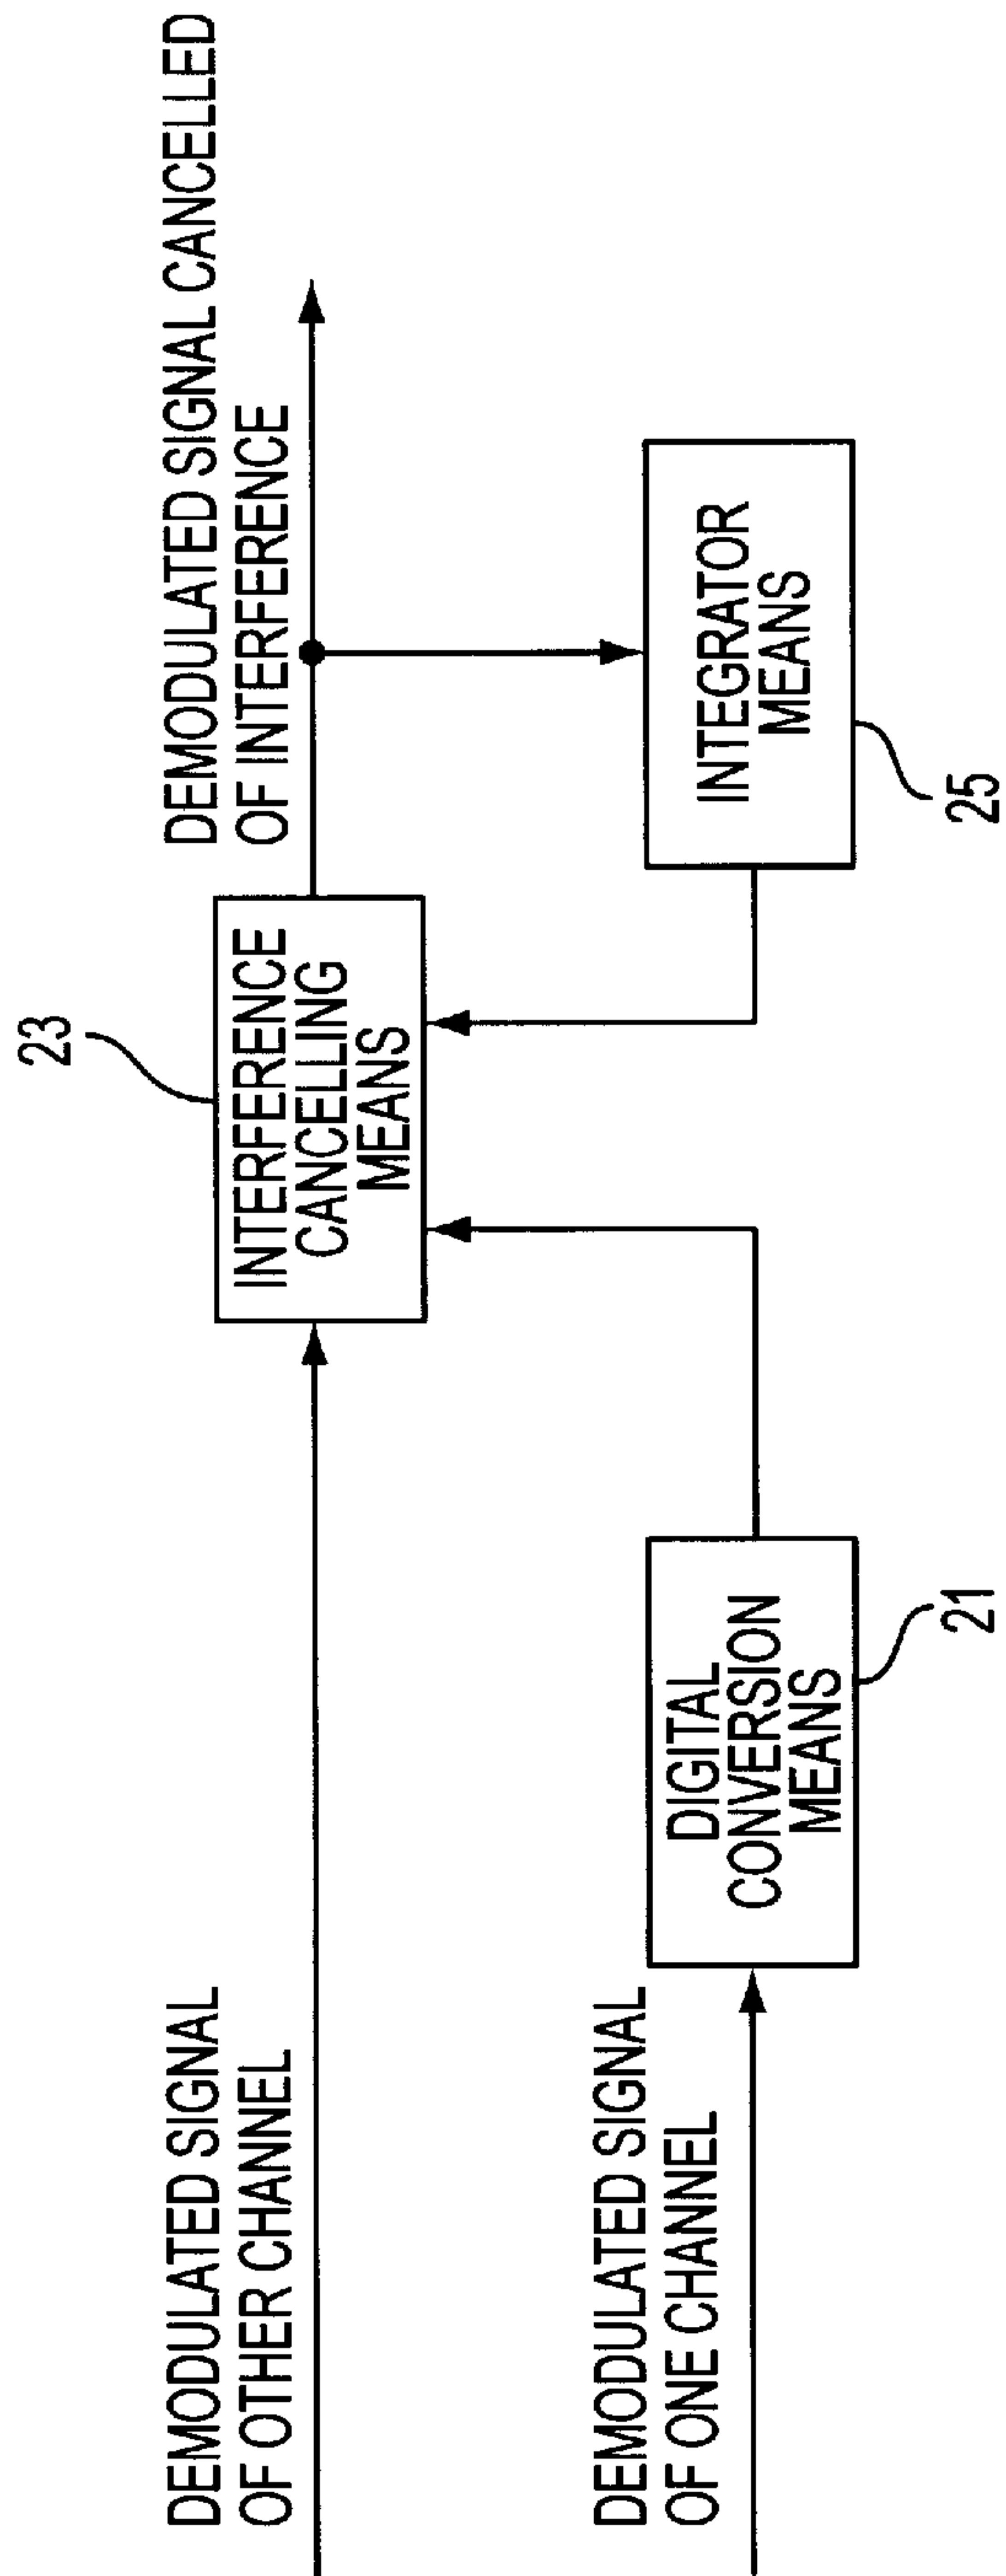 DEMODULATED SIGNAL
OF OTHER CHANNEL
23
INTERFERENCE
CANCELLING
MEANS
DEMODULATED SIGNAL CANCELLED
OF INTERFERENCE
DEMODULATED SIGNAL
OF ONE CHANNEL
DIGITAL
CONVERSION
MEANS
21
INTEGRATOR
MEANS
25